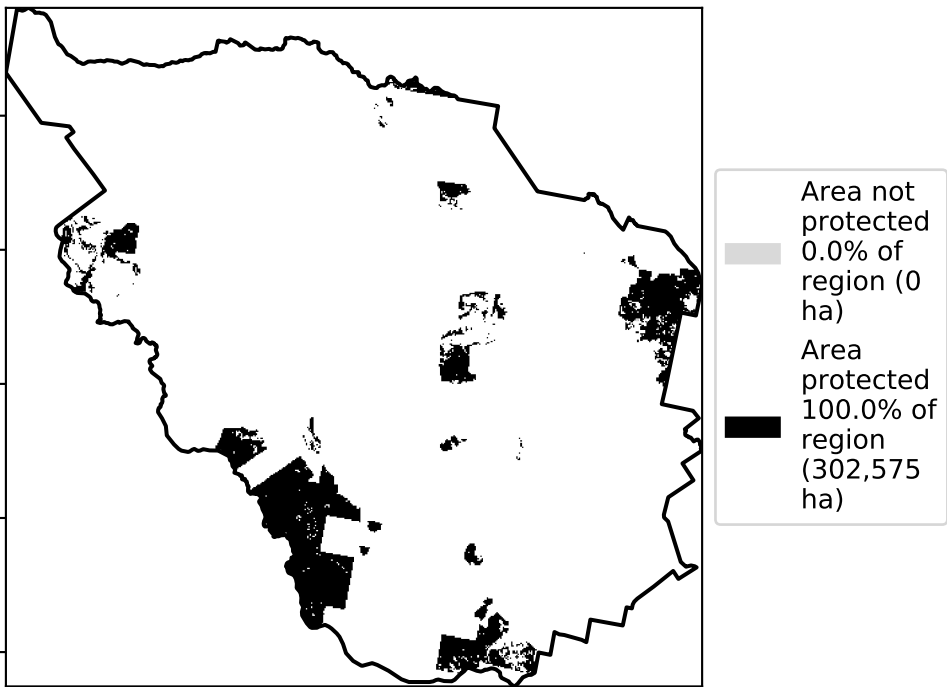 Area not
protected
0.0% of
region (0
ha)
Area
protected
100.0% of
region
(302,575
ha)